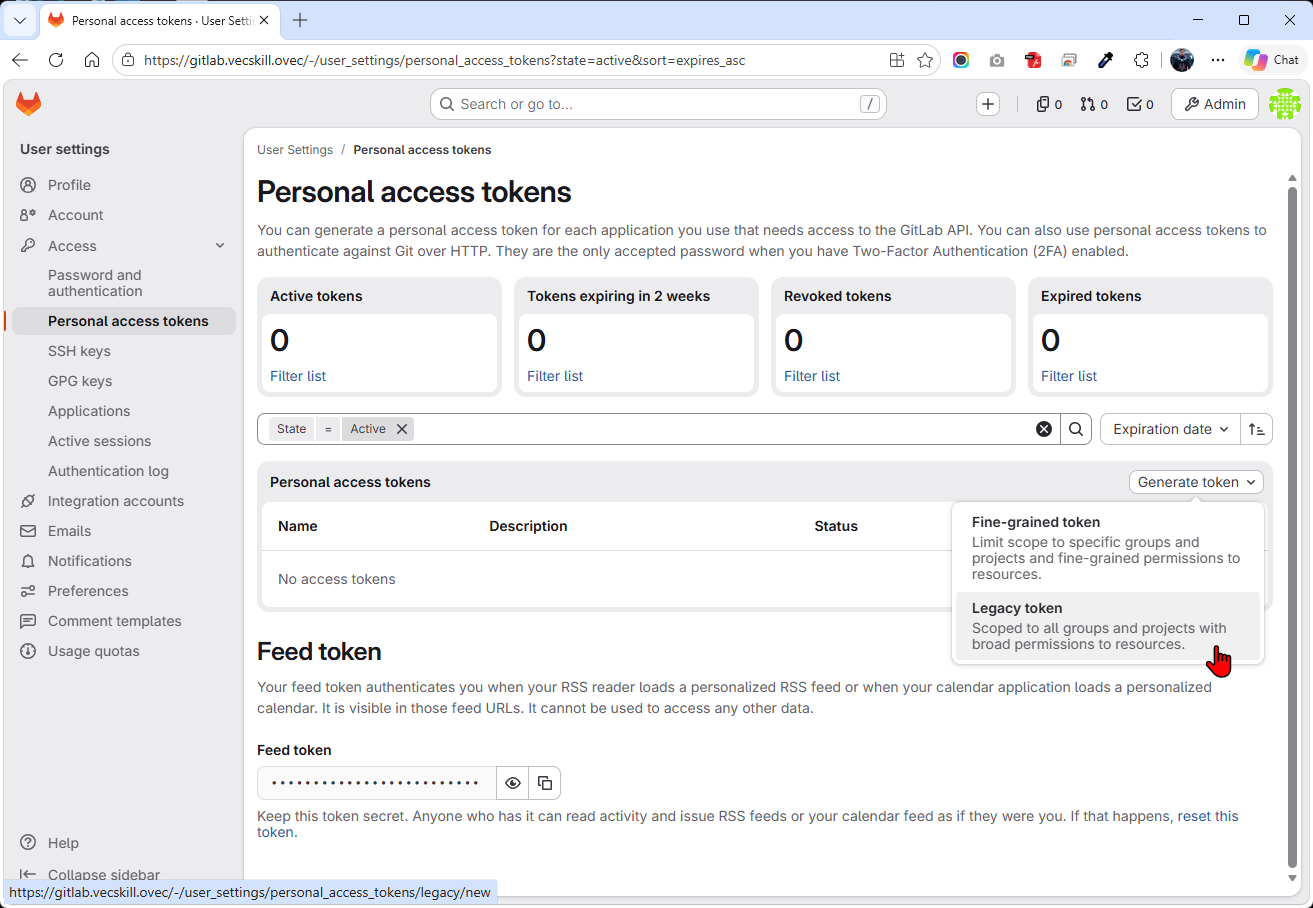 Personal access tokens · User Setti
https://gitlab.vecskill.ovec/-/user_settings/personal_access_tokens?state=active&sort=expires_asc
Chat
Search or go to...
/
0
0
0
Admin
User settings
Profile
Account
Access
Password and
authentication
Personal access tokens
SSH keys
GPG keys
Applications
Active sessions
Authentication log
Integration accounts
Emails
Notifications
Preferences
Comment templates
Usage quotas
Help
Collapse sidebar
User Settings / Personal access tokens
Personal access tokens
You can generate a personal access token for each application you use that needs access to the GitLab API. You can also use personal access tokens to
authenticate against Git over HTTP. They are the only accepted password when you have Two-Factor Authentication (2FA) enabled.
Active tokens
0
Filter list
Tokens expiring in 2 weeks
0
Filter list
Revoked tokens
0
Filter list
Expired tokens
0
Filter list
State = Active
Expiration date
Personal access tokens
Generate token
Name Description Status
No access tokens
Fine-grained token
Limit scope to specific groups and
projects and fine-grained permissions to
resources.
Legacy token
Scoped to all groups and projects with
broad permissions to resources.
Feed token
Your feed token authenticates you when your RSS reader loads a personalized RSS feed or when your calendar application loads a personalized
calendar. It is visible in those feed URLs. It cannot be used to access any other data.
Feed token
Keep this token secret. Anyone who has it can read activity and issue RSS feeds or your calendar feed as if they were you. If that happens, reset this
token.
https://gitlab.vecskill.ovec/-/user_settings/personal_access_tokens/legacy/new